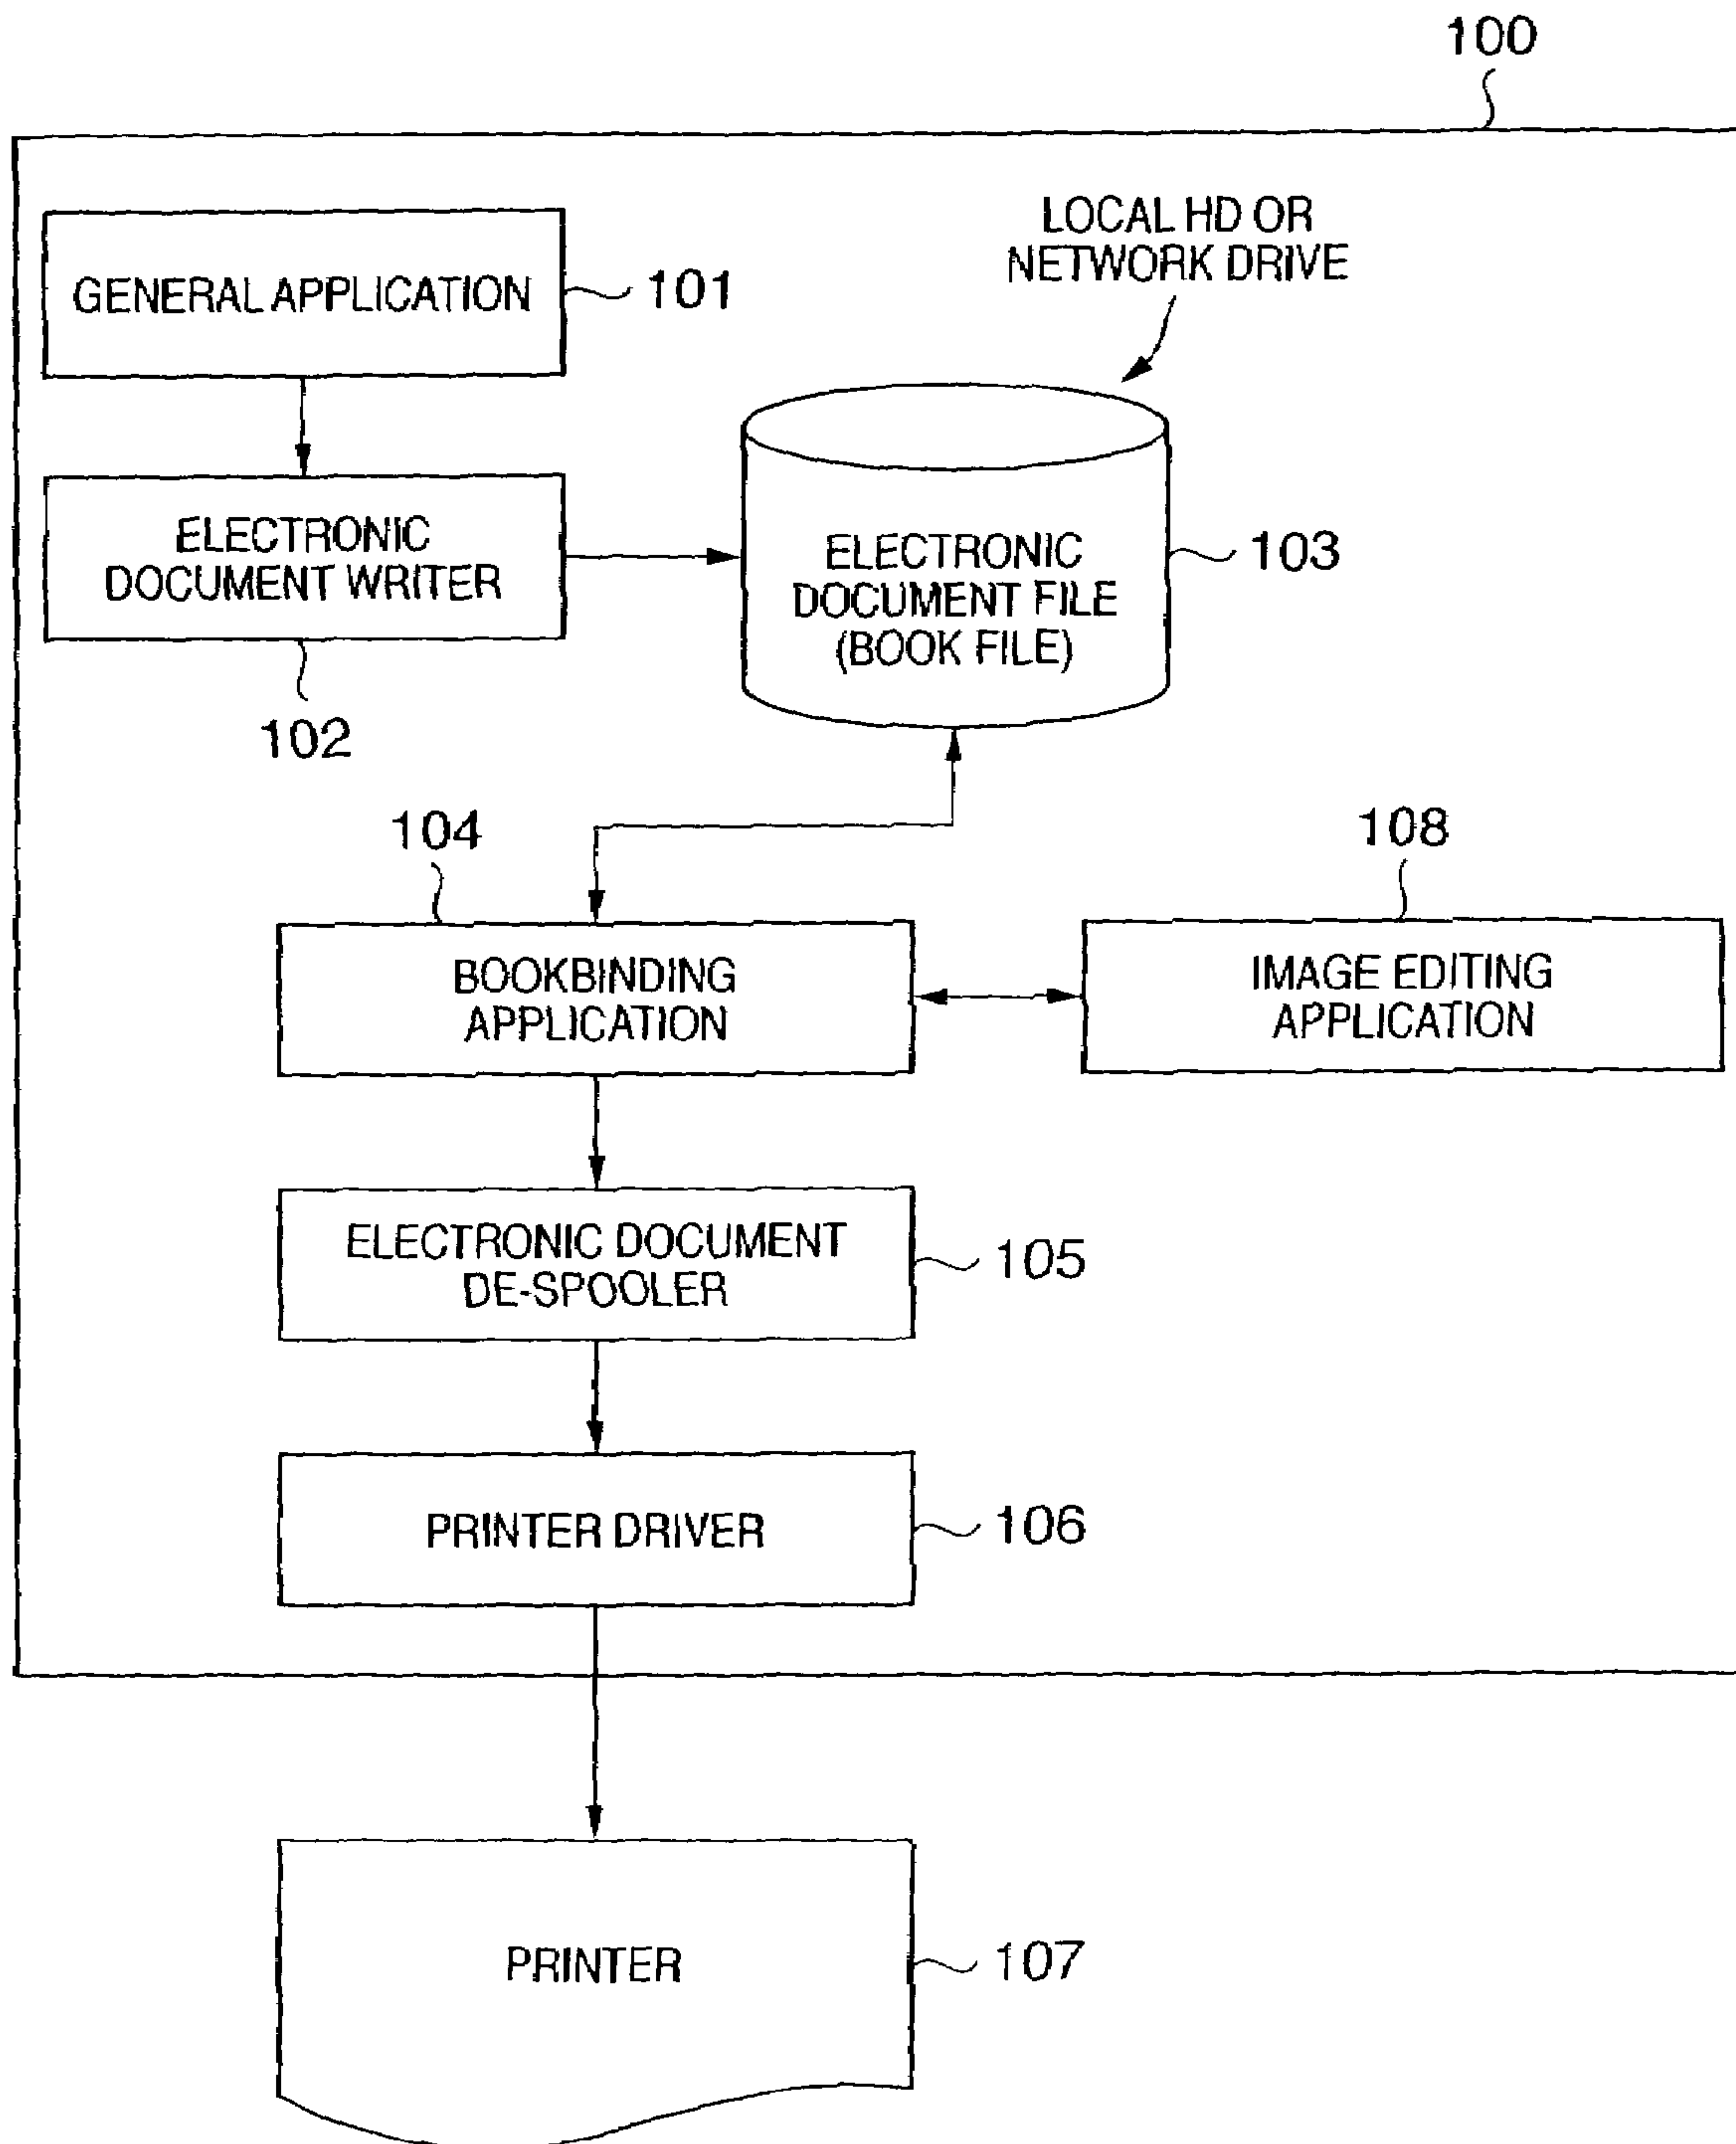 100
LOCAL HD OR
NETWORK DRIVE
GENERAL APPLICATION
101
ELECTRONIC
DOCUMENT WRITER
102
ELECTRONIC
DOCUMENT FILE
(BOOK FILE)
103
104
108
BOOKBINDING
APPLICATION
IMAGE EDITING
APPLICATION
ELECTRONIC DOCUMENT
DE-SPOOLER
105
PRINTER DRIVER
106
PRINTER
107